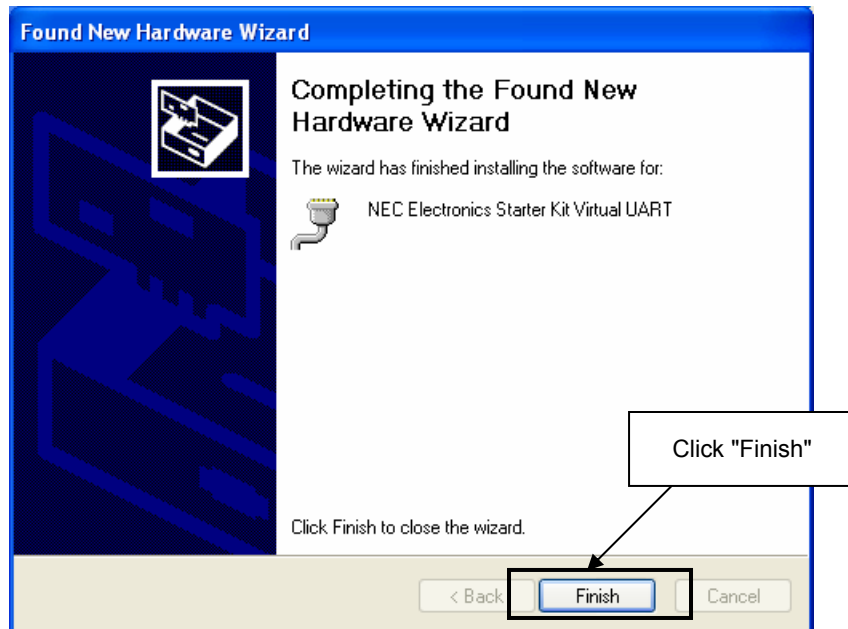 Found New Hardware Wizard
Completing the Found New
Hardware Wizard
The wizard has finished installing the software for:
NEC Electronics Starter Kit Virtual UART
Click "Finish"
Click Finish to close the wizard.
< Back
Finish
Cancel